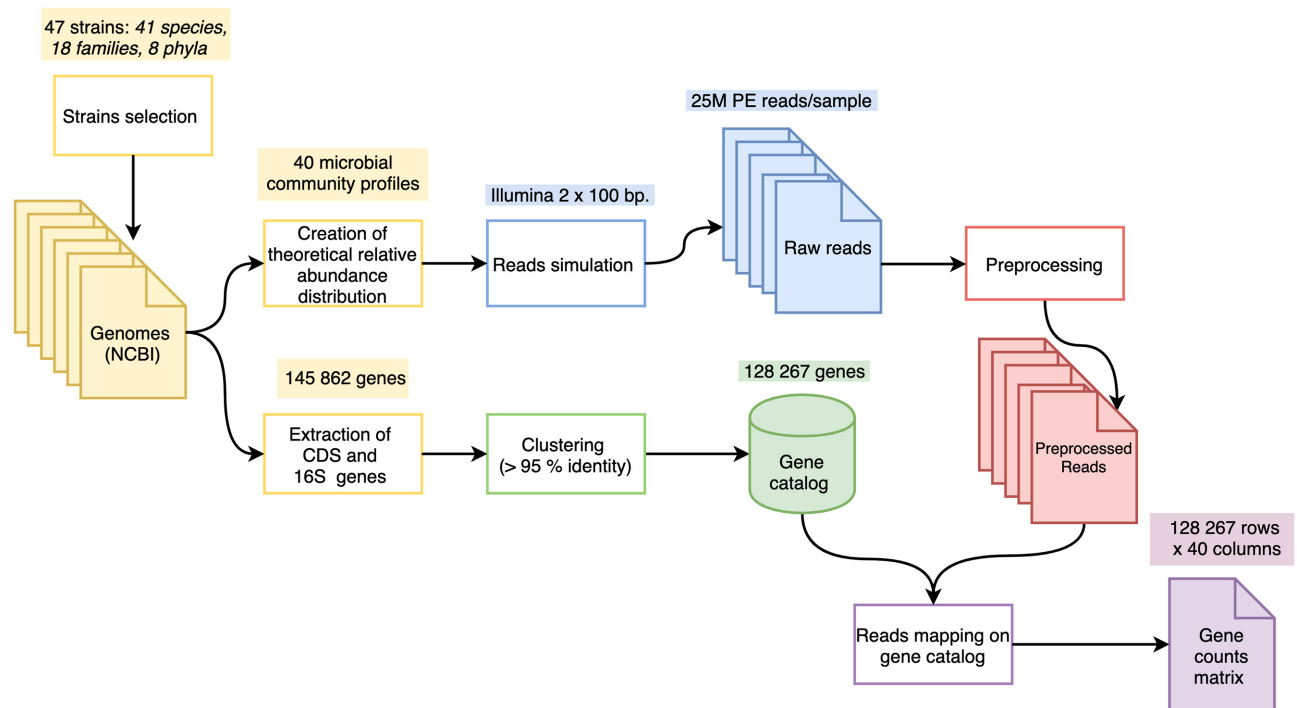 47 strains: 41 species,
18 families, 8 phyla
Strains selection
Genomes
(NCBI)
40 microbial
community profiles
Creation of
theoretical relative
abundance
distribution
Illumina 2 x 100 bp.
Reads simulation
25M PE reads/sample
Raw reads
Preprocessing
145 862 genes
Extraction of
CDS and
16S genes
Clustering
(> 95 % identity)
128 267 genes
Gene
catalog
Preprocessed
Reads
Reads mapping on
gene catalog
128 267 rows
x 40 columns
Gene
counts
matrix